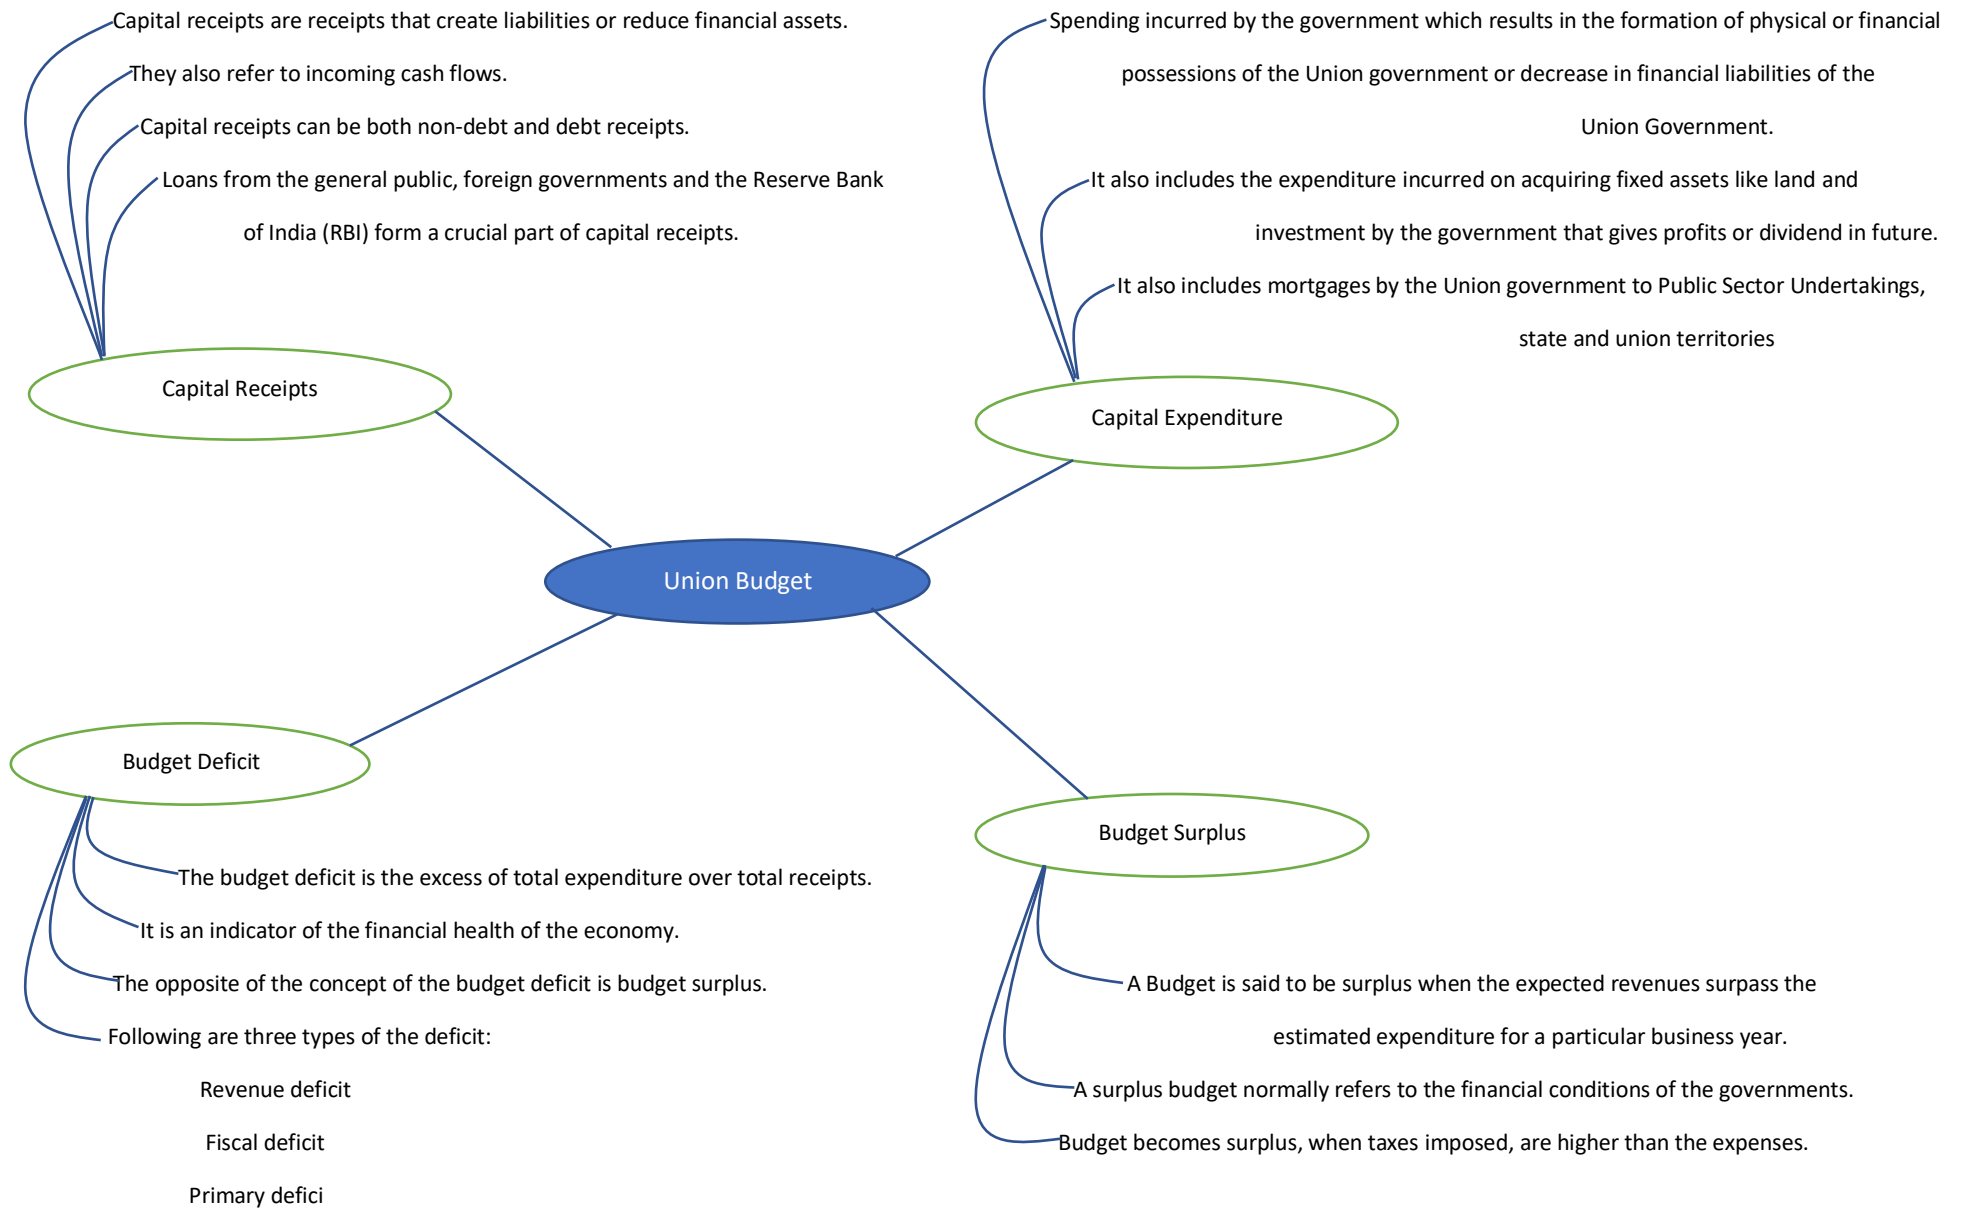 Capital receipts are receipts that create liabilities or reduce financial assets.
They also refer to incoming cash flows.
Capital receipts can be both non-debt and debt receipts.
Loans from the general public, foreign governments and the Reserve Bank
of India (RBI) form a crucial part of capital receipts.
Capital Receipts
Spending incurred by the government which results in the formation of physical or financial
possessions of the Union government or decrease in financial liabilities of the
Union Government.
It also includes the expenditure incurred on acquiring fixed assets like land and
investment by the government that gives profits or dividend in future.
It also includes mortgages by the Union government to Public Sector Undertakings,
state and union territories
Capital Expenditure
Union Budget
Budget Deficit
The budget deficit is the excess of total expenditure over total receipts.
It is an indicator of the financial health of the economy.
The opposite of the concept of the budget deficit is budget surplus.
Following are three types of the deficit:
Revenue deficit
Fiscal deficit
Primary defici
Budget Surplus
A Budget is said to be surplus when the expected revenues surpass the
estimated expenditure for a particular business year.
A surplus budget normally refers to the financial conditions of the governments.
Budget becomes surplus, when taxes imposed, are higher than the expenses.